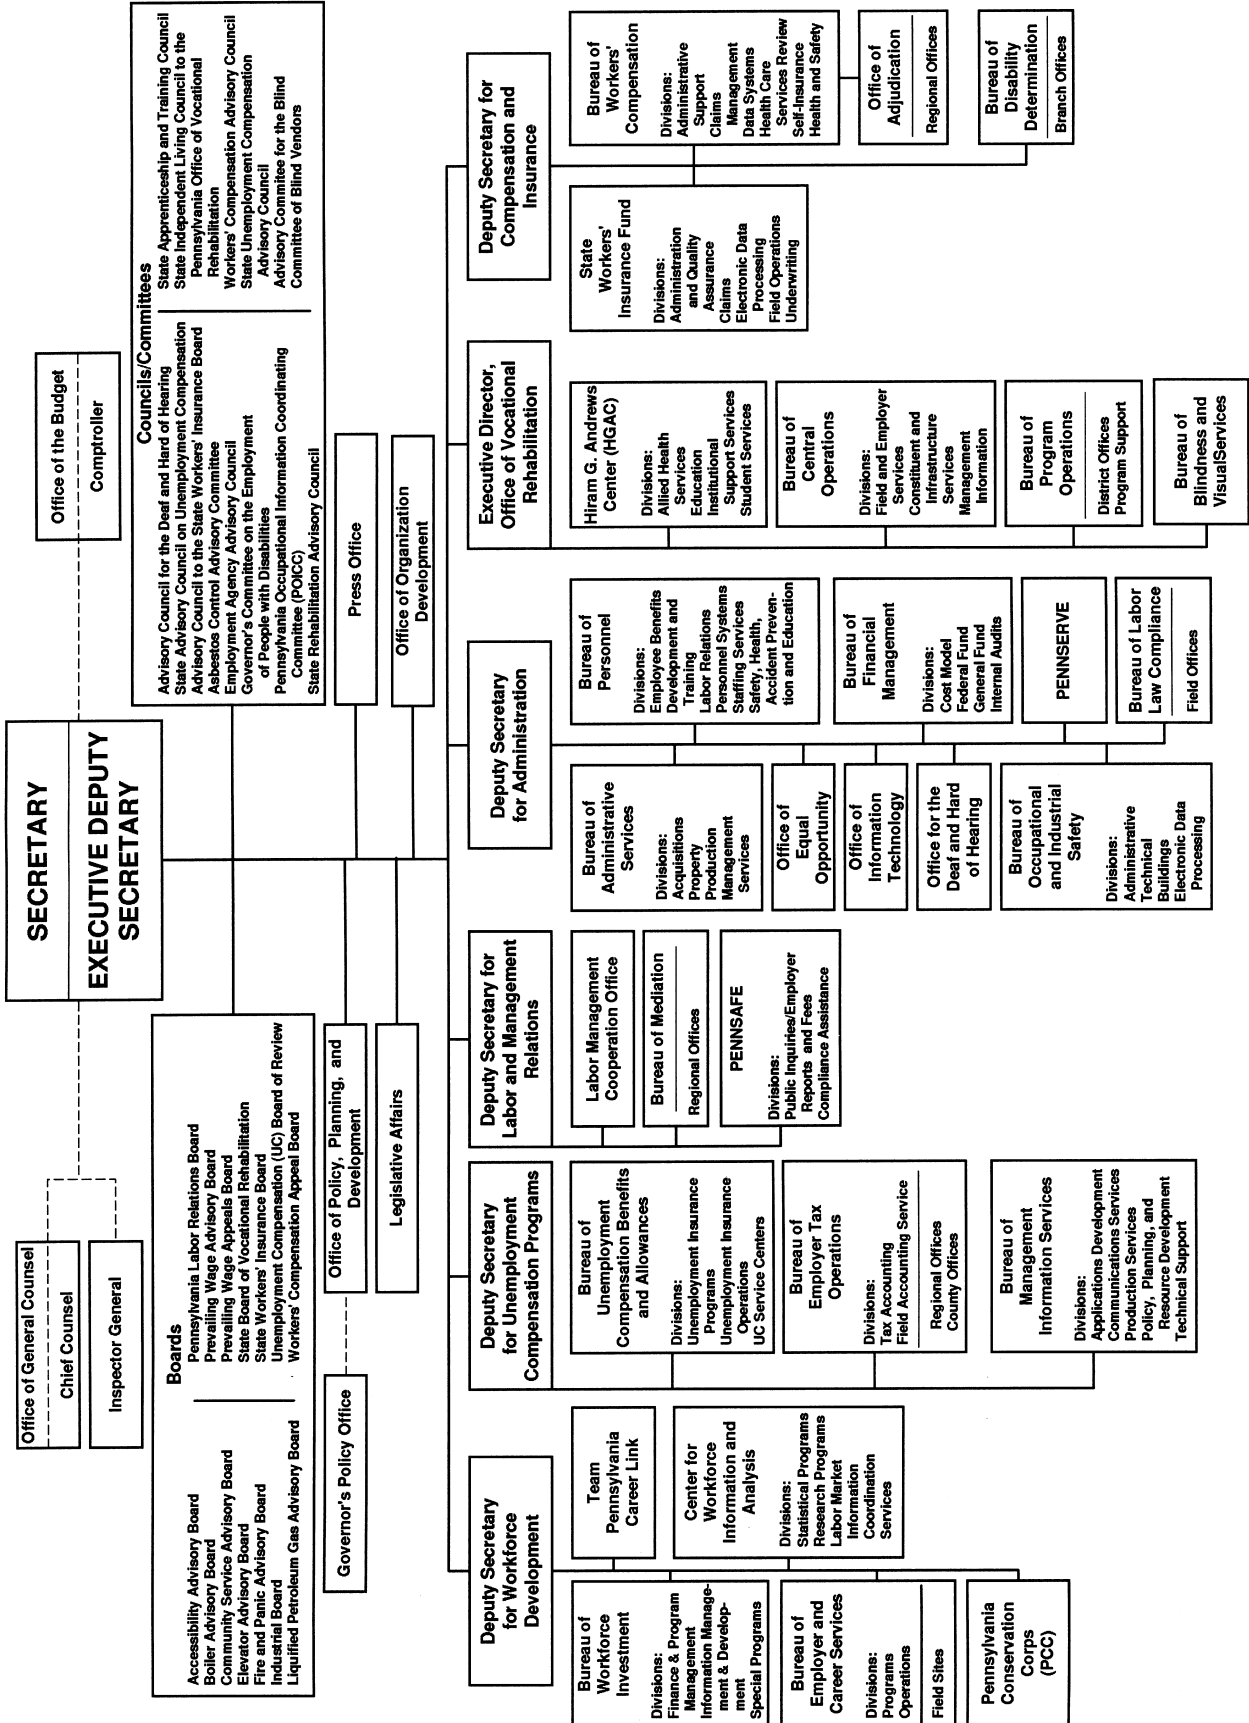 SECRETARY
EXECUTIVE DEPUTY
SECRETARY
Office of General Counsel
Chief Counsel
Inspector General
Office of the Budget
Comptroller
Boards
Accessibility Advisory Board
Boiler Advisory Board
Community Service Advisory Board
Elevator Advisory Board
Fire and Panic Advisory Board
Industrial Board
Liquified Petroleum Gas Advisory Board
Pennsylvania Labor Relations Board
Prevailing Wage Advisory Board
Prevailing Wage Appeals Board
State Board of Vocational Rehabilitation
State Workers' Insurance Board
Unemployment Compensation (UC) Board of Review
Workers' Compensation Appeal Board
Councils/Committees
Advisory Council for the Deaf and Hard of Hearing
State Advisory Council on Unemployment Compensation
Advisory Council to the State Workers' Insurance Board
Asbestos Control Advisory Committee
Employment Agency Advisory Council
Governor's Committee on the Employment
of People with Disabilities
Pennsylvania Occupational Information Coordinating
Committee (POICC)
State Rehabilitation Advisory Council
State Apprenticeship and Training Council
State Independent Living Council to the
Pennsylvania Office of Vocational
Rehabilitation
Workers' Compensation Advisory Council
State Unemployment Compensation
Advisory Council
Advisory Commitee for the Blind
Committee of Blind Vendors
Governor's Policy Office
Office of Policy, Planning, and
Development
Legislative Affairs
Press Office
Office of Organization
Development
Deputy Secretary
for Workforce
Development
Team
Pennsylvania
Career Link
Center for
Workforce
Information and
Analysis
Divisions:
Statistical Programs
Research Programs
Labor Market
Information
Coordination
Services
Bureau of
Workforce
Investment
Divisions:
Finance & Program
Management
Information Manage-
ment & Develop-
ment
Special Programs
Bureau of
Employer and
Career Services
Divisions:
Programs
Operations
Field Sites
Pennsylvania
Conservation
Corps
(PCC)
Deputy Secretary
for Unemployment
Compensation Programs
Bureau of
Unemployment
Compensation Benefits
and Allowances
Divisions:
Unemployment Insurance
Programs
Unemployment Insurance
Operations
UC Service Centers
Bureau of
Employer Tax
Operations
Divisions:
Tax Accounting
Field Accounting Service
Regional Offices
County Offices
Bureau of
Management
Information Services
Divisions:
Applications Development
Communications Services
Production Services
Policy, Planning, and
Resource Development
Technical Support
Deputy Secretary for
Labor and Management
Relations
Labor Management
Cooperation Office
Bureau of Mediation
Regional Offices
PENNSAFE
Divisions:
Public Inquiries/Employer
Reports and Fees
Compliance Assistance
Deputy Secretary
for Administration
Bureau of
Administrative
Services
Divisions:
Acquisitions
Property
Production
Management
Services
Office of
Equal
Opportunity
Office of
Information
Technology
Office for the
Deaf and Hard
of Hearing
Bureau of
Occupational
and Industrial
Safety
Divisions:
Administrative
Technical
Buildings
Electronic Data
Processing
Bureau of
Personnel
Divisions:
Employee Benefits
Development and
Training
Labor Relations
Personnel Systems
Staffing Services
Safety, Health,
Accident Preven-
tion and Education
Bureau of
Financial
Management
Divisions:
Cost Model
Federal Fund
General Fund
Internal Audits
PENNSERVE
Bureau of Labor
Law Compliance
Field Offices
Executive Director,
Office of Vocational
Rehabilitation
Hiram G. Andrews
Center (HGAC)
Divisions:
Allied Health
Services
Education
Institutional
Support Services
Student Services
Bureau of
Central
Operations
Divisions:
Field and Employer
Services
Constituent and
Infrastructure
Services
Management
Information
Bureau of
Program
Operations
District Offices
Program Support
Bureau of
Blindness and
VisualServices
Deputy Secretary for
Compensation and
Insurance
State
Workers'
Insurance Fund
Divisions:
Administration
and Quality
Assurance
Claims
Electronic Data
Processing
Field Operations
Underwriting
Bureau of
Workers'
Compensation
Divisions:
Administrative
Support
Claims
Management
Data Systems
Health Care
Services Review
Self-Insurance
Health and Safety
Office of
Adjudication
Regional Offices
Bureau of
Disability
Determination
Branch Offices